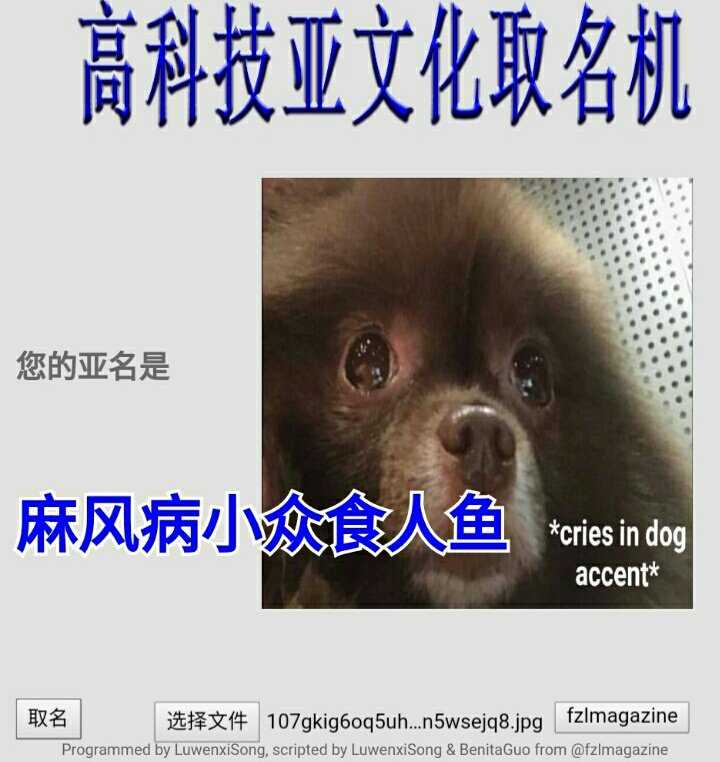 高科技亚文化取名机
您的亚名是
麻风病小众食人鱼
*cries in dog
accent*
取名
选择文件 107gkig6oq5uh...n5wsejq8.jpg
fzlmagazine
Programmed by LuwenxiSong, scripted by LuwenxiSong & BenitaGuo from @fzlmagazine